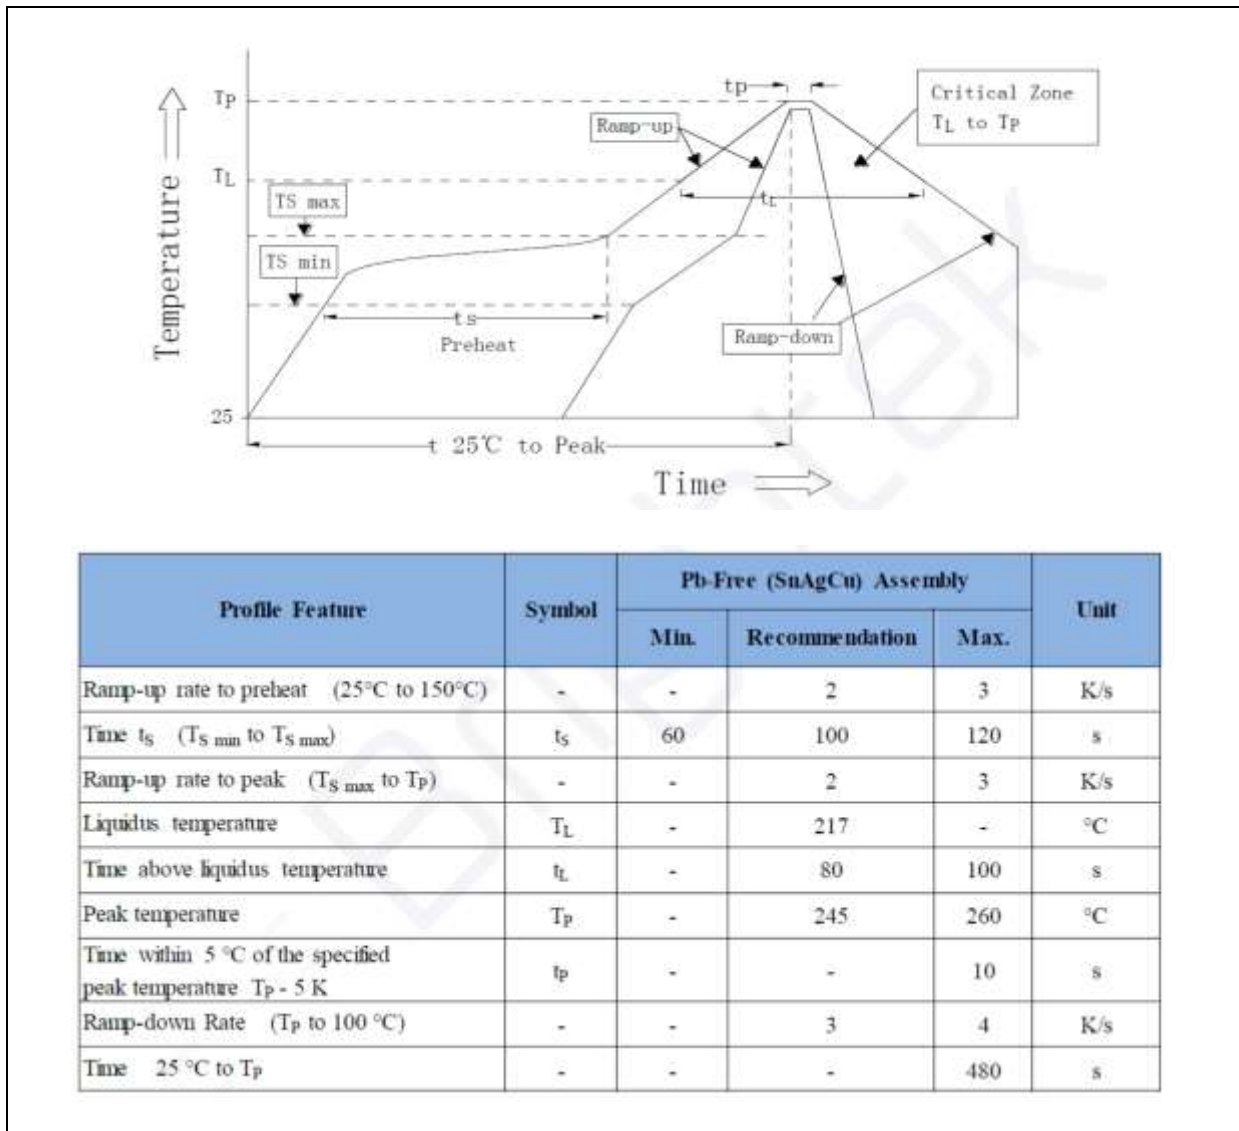 tp
TP
Critical Zone
TL to TP
Ramp-up
TL
TS max
tL
TS min
ts
Preheat
Ramp-down
25
t 25℃ to Peak
Temperature
Time
Profile Feature Symbol Pb-Free (SnAgCu) Assembly Unit
Min. Recommendation Max.
Ramp-up rate to preheat (25°C to 150°C) - - 2 3 K/s
Time tS (TS min to TS max) tS 60 100 120 s
Ramp-up rate to peak (TS max to TP) - - 2 3 K/s
Liquidus temperature TL - 217 - °C
Time above liquidus temperature tL - 80 100 s
Peak temperature TP - 245 260 °C
Time within 5 °C of the specified
peak temperature TP - 5 K tP - - 10 s
Ramp-down Rate (TP to 100 °C) - - 3 4 K/s
Time 25 °C to TP - - - 480 s